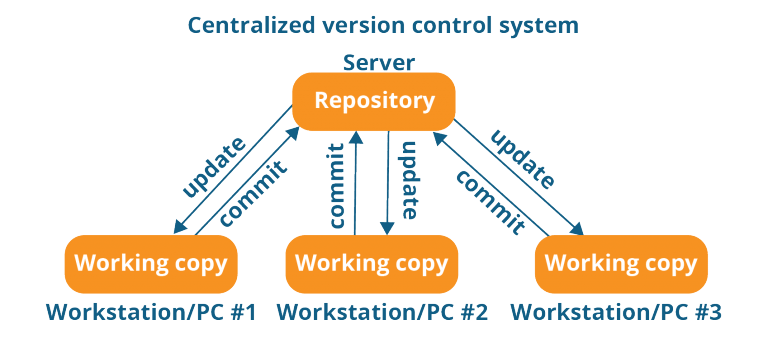 Centralized version control system
Server
Repository
update
commit
commit
update
update
commit
Working copy
Working copy
Working copy
Workstation/PC #1
Workstation/PC #2
Workstation/PC #3